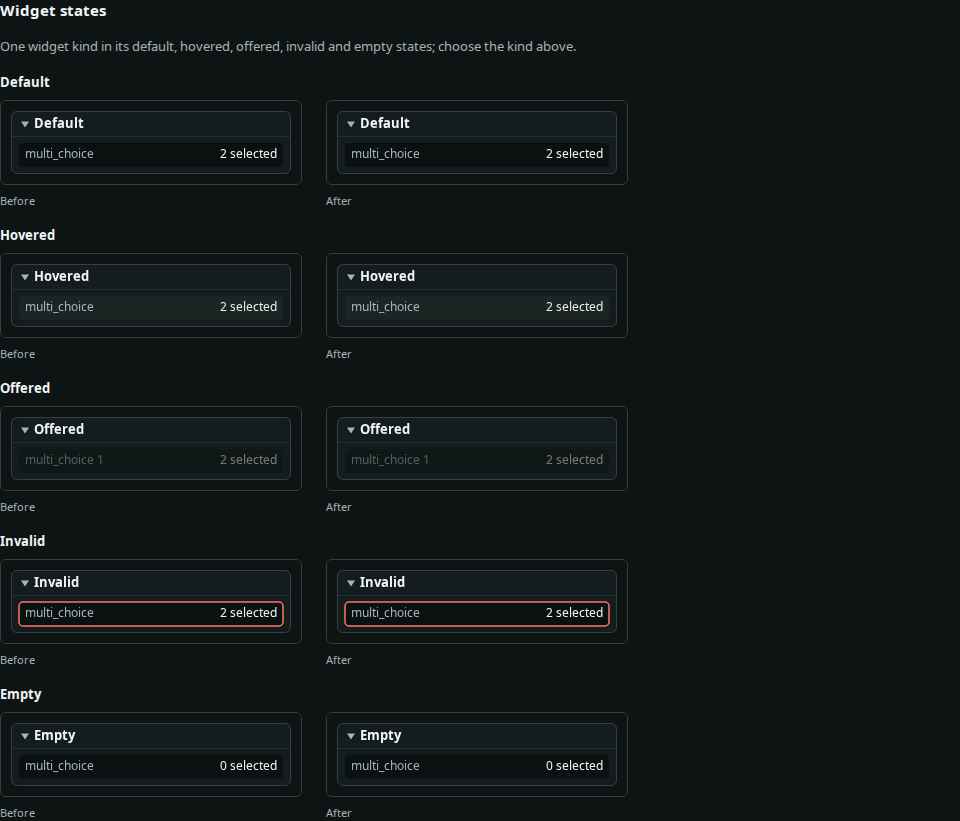 Widget states
One widget kind in its default, hovered, offered, invalid and empty states; choose the kind above.
Default
Default Default
multi_choice 2 selected multi_choice 2 selected
Before After
Hovered
Hovered Hovered
multi_choice 2 selected multi_choice 2 selected
Before After
Offered
Offered Offered
multi_choice 1 2 selected multi_choice 1 2 selected
Before After
Invalid
Invalid Invalid
multi_choice 2 selected multi_choice 2 selected
Before After
Empty
Empty Empty
multi_choice 0 selected multi_choice 0 selected
Before After